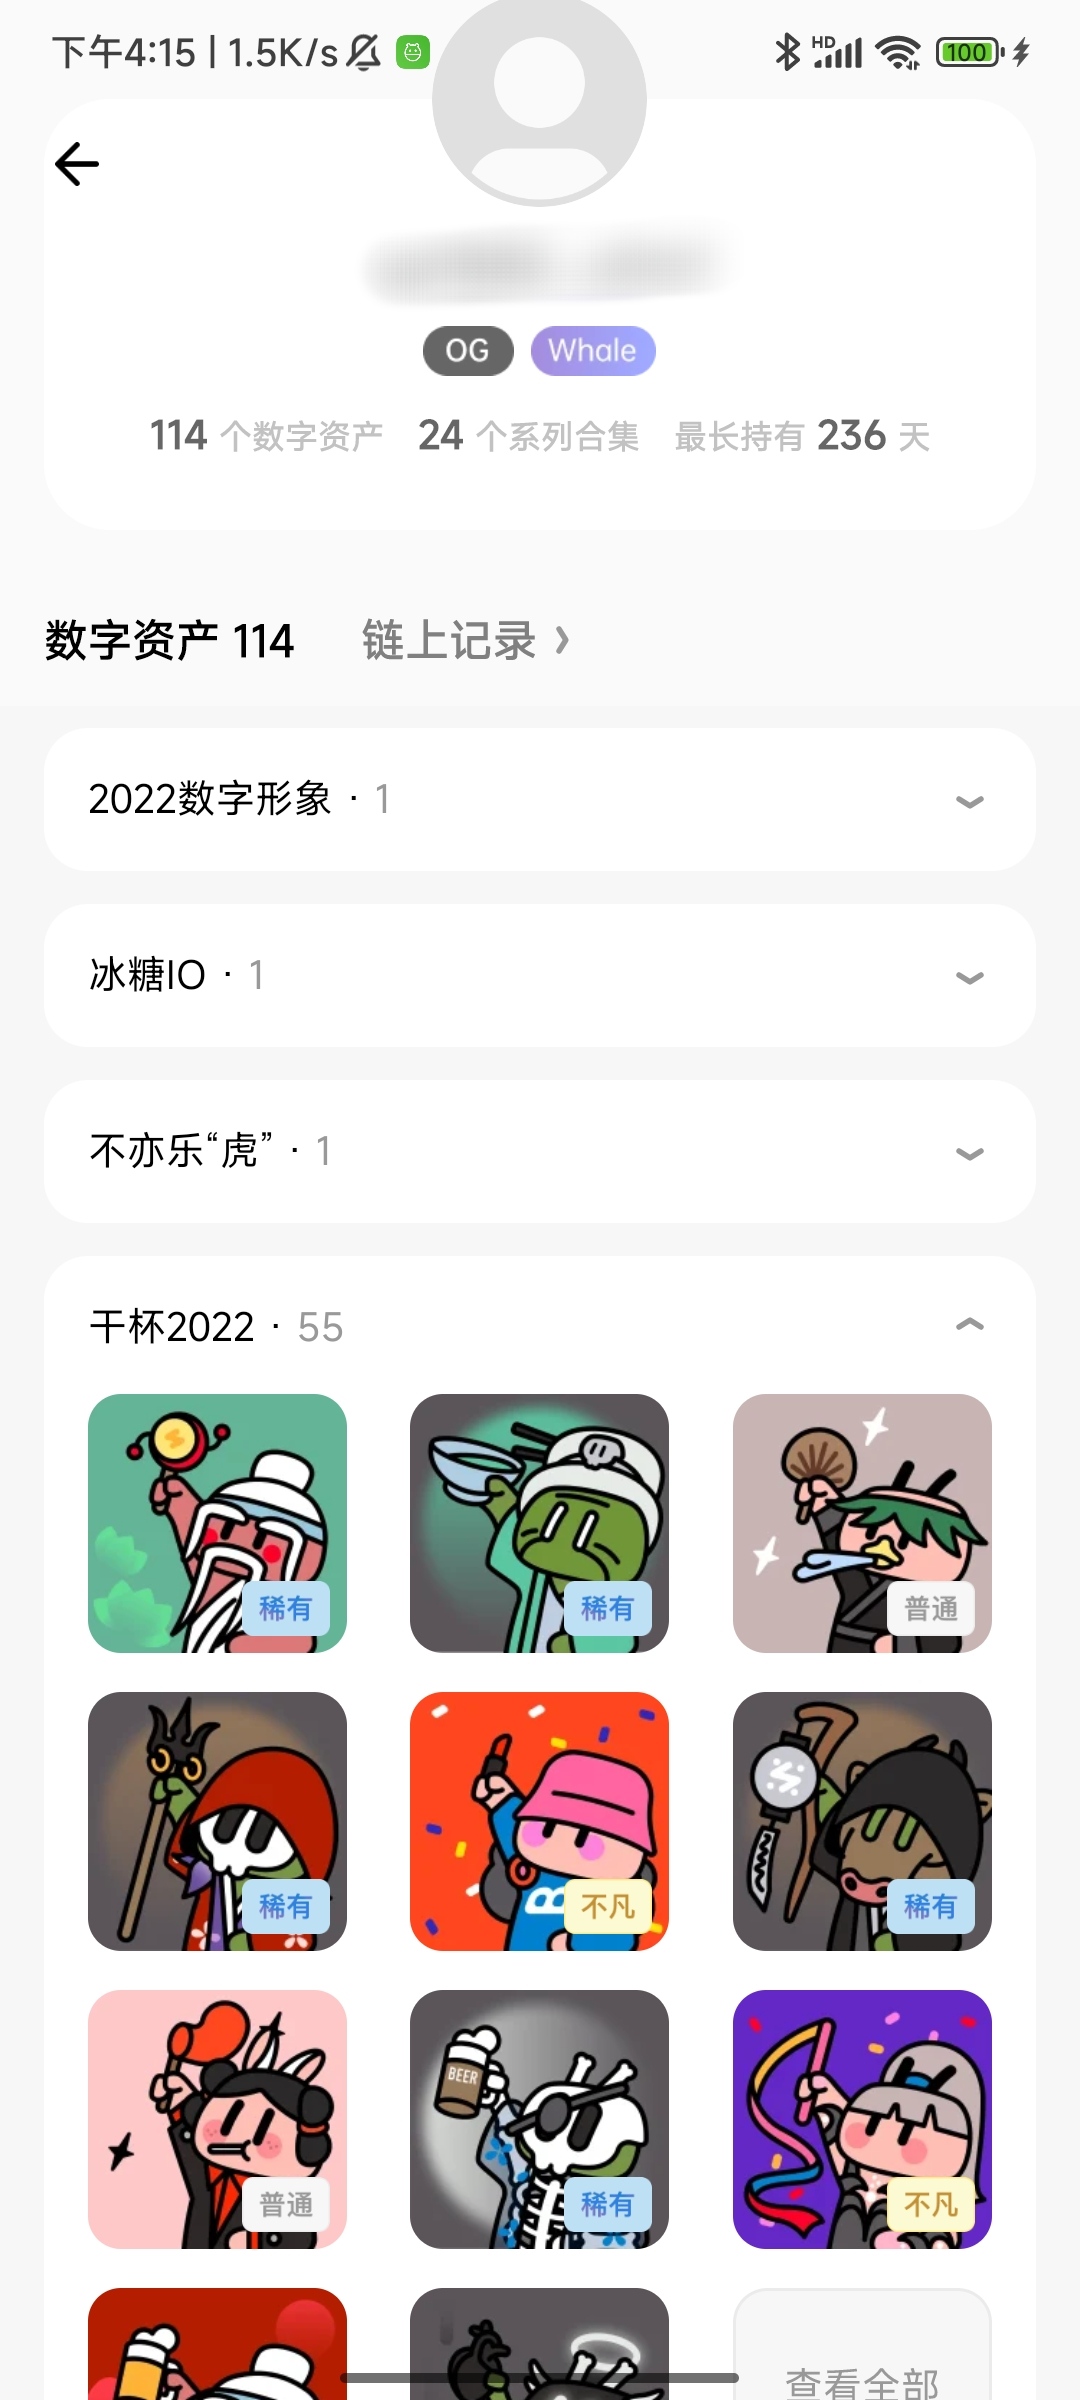 下午4:15 | 1.5K/s
HD
100
OG Whale
114 个数字资产 24 个系列合集 最长持有 236 天
数字资产 114 链上记录
2022数字形象 · 1
冰糖IO · 1
不亦乐“虎” · 1
干杯2022 · 55
稀有 稀有 普通
稀有 B 不凡 稀有
BEER
普通 稀有 不凡
查看全部